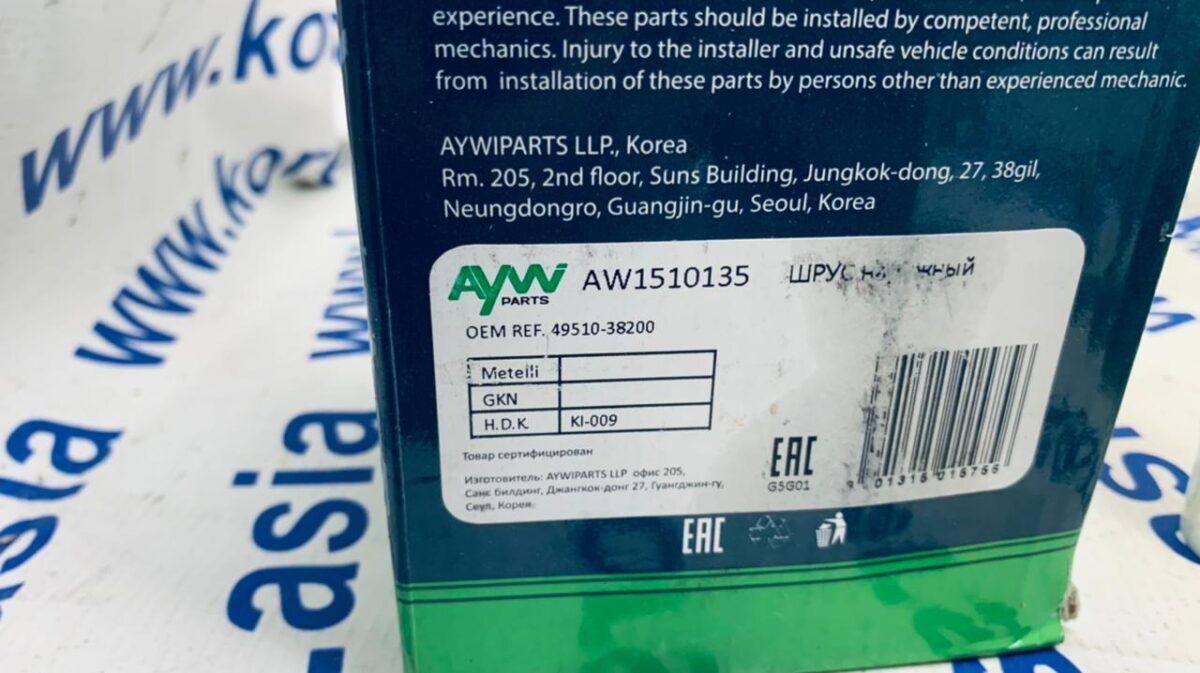 experience. These parts should be installed by competent, professional
mechanics. Injury to the installer and unsafe vehicle conditions can result
from installation of these parts by persons other than experienced mechanic.
AYWIPARTS LLP., Korea
Rm. 205, 2nd floor, Suns Building, Jungkok-dong, 27, 38gil,
Neungdongro, Guangjin-gu, Seoul, Korea
AYWI PARTS AW1510135 ШРУС
OEM REF. 49510-38200
Metelli
GKN
H.D.K. KI-009
Товар сертифицирован
Изготовитель: AYWIPARTS LLP офис 205,
Санс билдинг, Джангкок-донг 27, Гуангджин-гу,
Сеул, Корея
EAC
G5G01
01315 015756
EAC
www.
www.
asia
asia